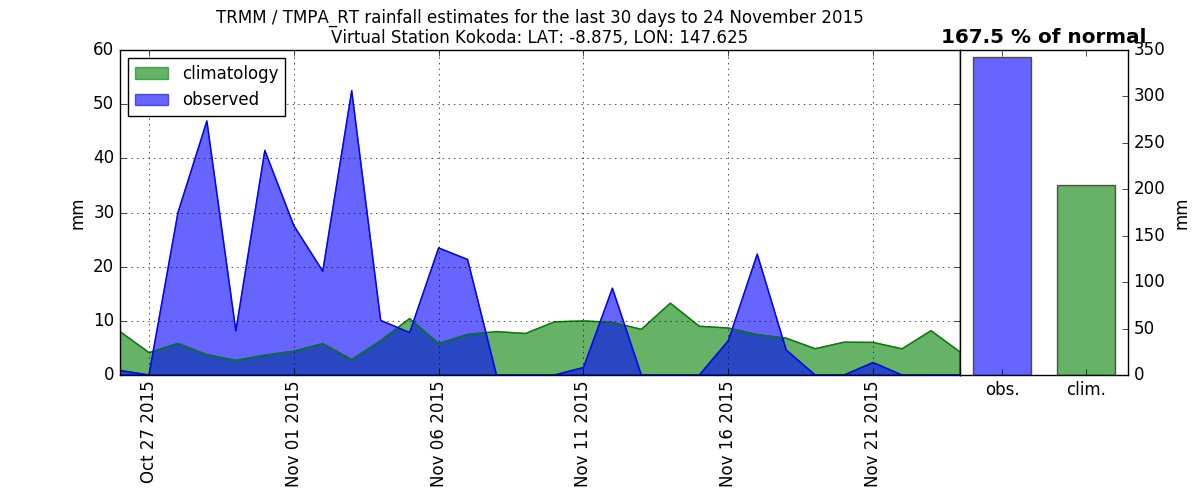 TRMM / TMPA_RT rainfall estimates for the last 30 days to 24 November 2015
Virtual Station Kokoda: LAT: -8.875, LON: 147.625
167.5 % of normal
climatology
observed
60
50
40
30
20
10
0
mm
Oct 27 2015
Nov 01 2015
Nov 06 2015
Nov 11 2015
Nov 16 2015
Nov 21 2015
350
300
250
200
150
100
50
0
mm
obs.
clim.